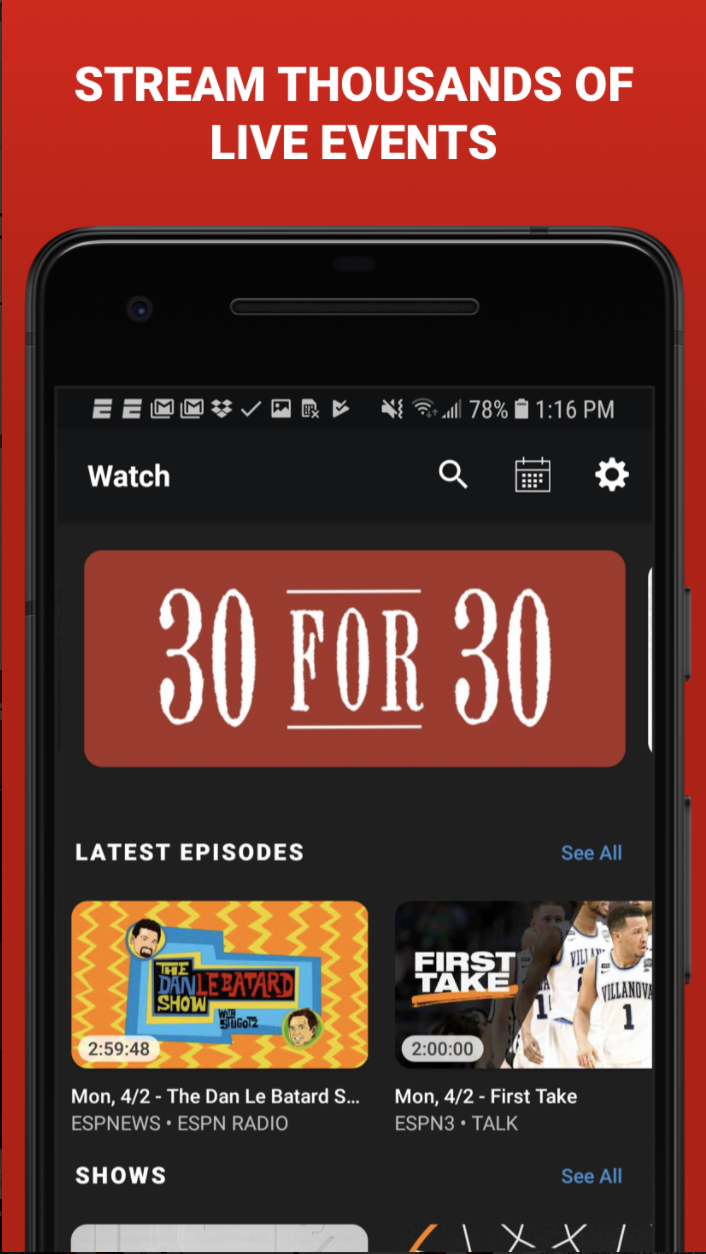 STREAM THOUSANDS OF
LIVE EVENTS
78% 1:16 PM
Watch
30 FOR 30
LATEST EPISODES
See All
THE
DAN LE BATARD
SHOW
WITH
STUGOTZ
2:59:48
FIRST
TAKE
VILLANOVA
1
2:00:00
Mon, 4/2 - The Dan Le Batard S...
ESPNEWS • ESPN RADIO
Mon, 4/2 - First Take
ESPN3 • TALK
SHOWS
See All